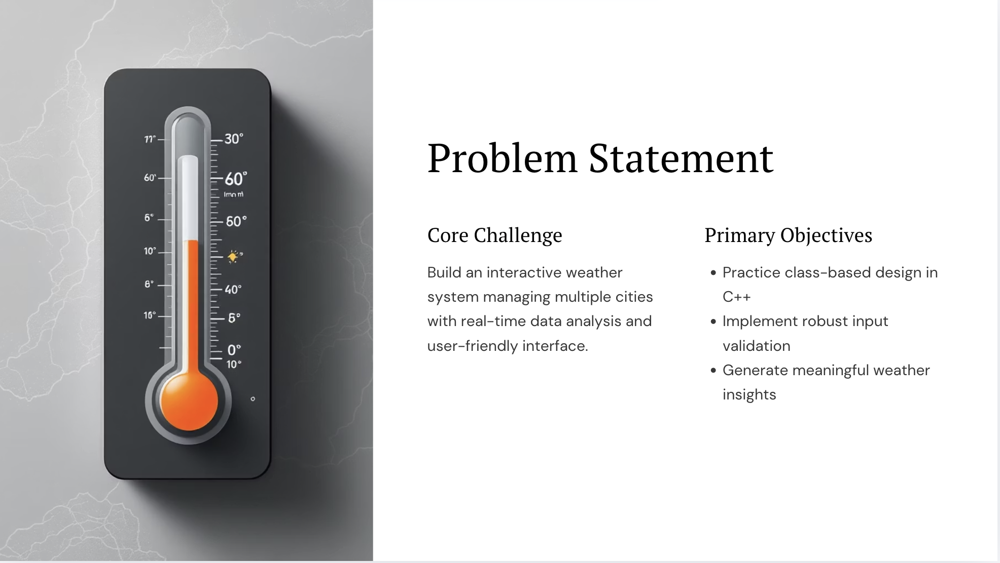 11°
30°
60°
60°
6°
60°
10°
8°
40°
16°
5°
0°
10°
Problem Statement
Core Challenge
Build an interactive weather
system managing multiple cities
with real-time data analysis and
user-friendly interface.
Primary Objectives
• Practice class-based design in
C++
• Implement robust input
validation
• Generate meaningful weather
insights